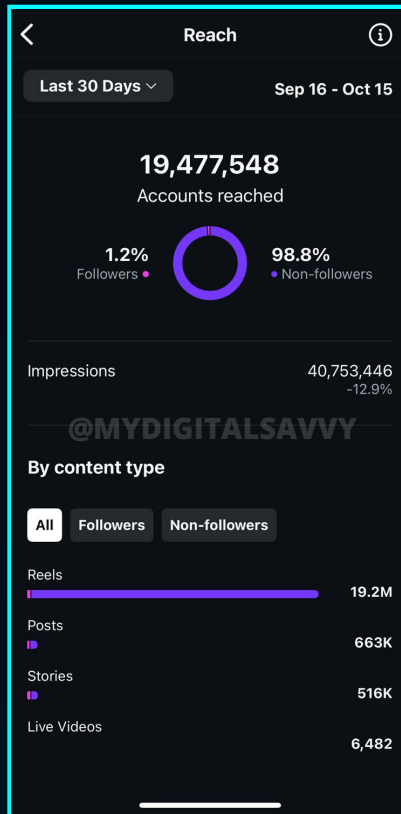 Reach
Last 30 Days
Sep 16 - Oct 15
19,477,548
Accounts reached
1.2%
Followers
98.8%
Non-followers
Impressions
40,753,446
-12.9%
@MYDIGITALSAVVY
By content type
All
Followers
Non-followers
Reels
19.2M
Posts
663K
Stories
516K
Live Videos
6,482